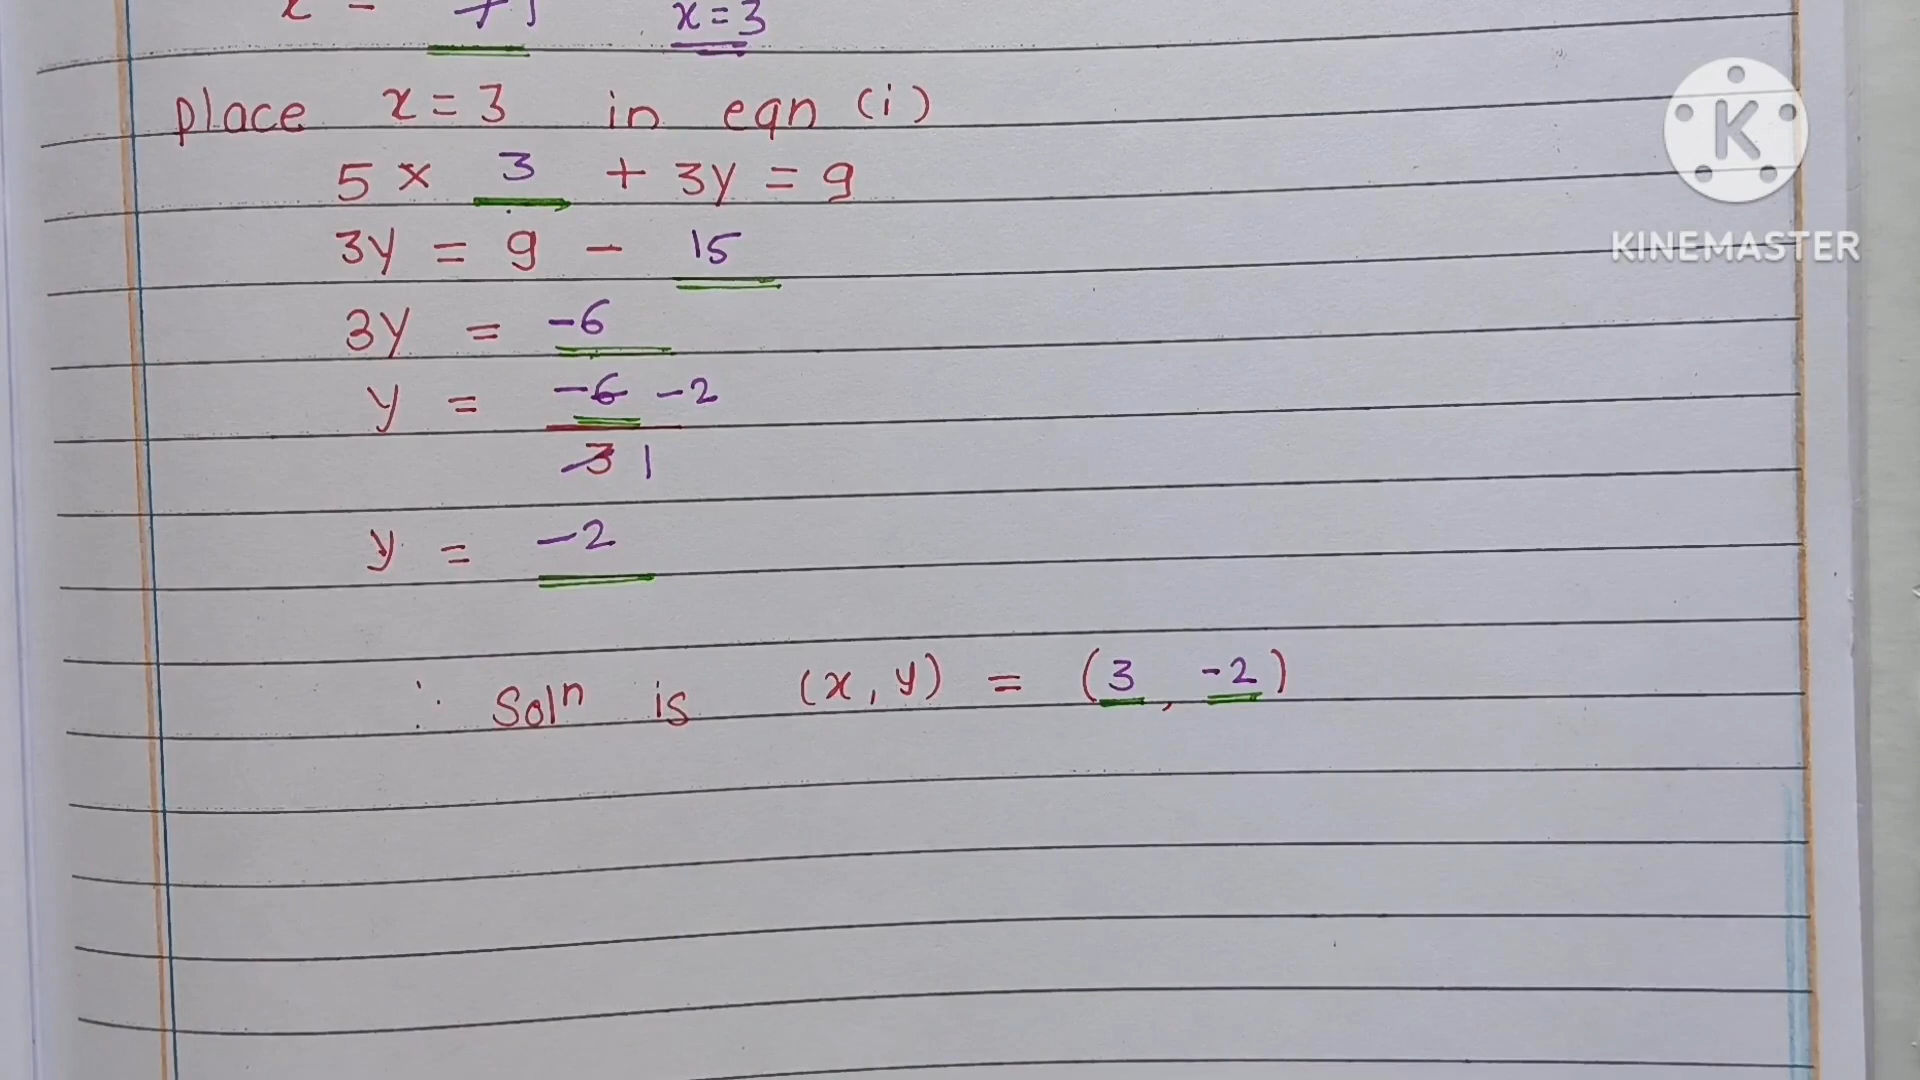 x = x = 3
place x = 3 in eqn (i)
5 × 3 + 3y = 9
3y = 9 - 15
3y = -6
y = -6 -2
3 1
y = -2
∴ Solⁿ is (x, y) = (3, -2)
K
KINEMASTER